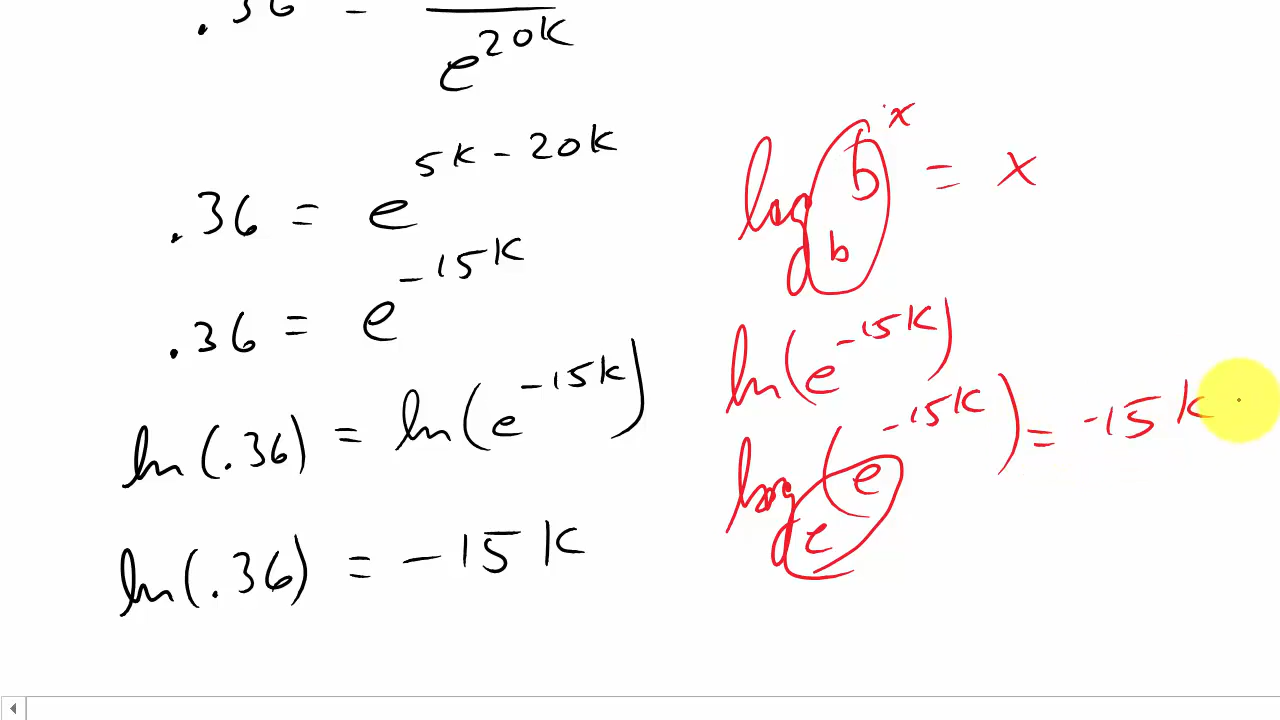 .36 =
e^20k
.36 = e^5k - 20k
.36 = e^-15k
ln(.36) = ln(e^-15k)
ln(.36) = -15k
log_b b^x = x
ln(e^-15k)
log_e(e^-15k) = -15k